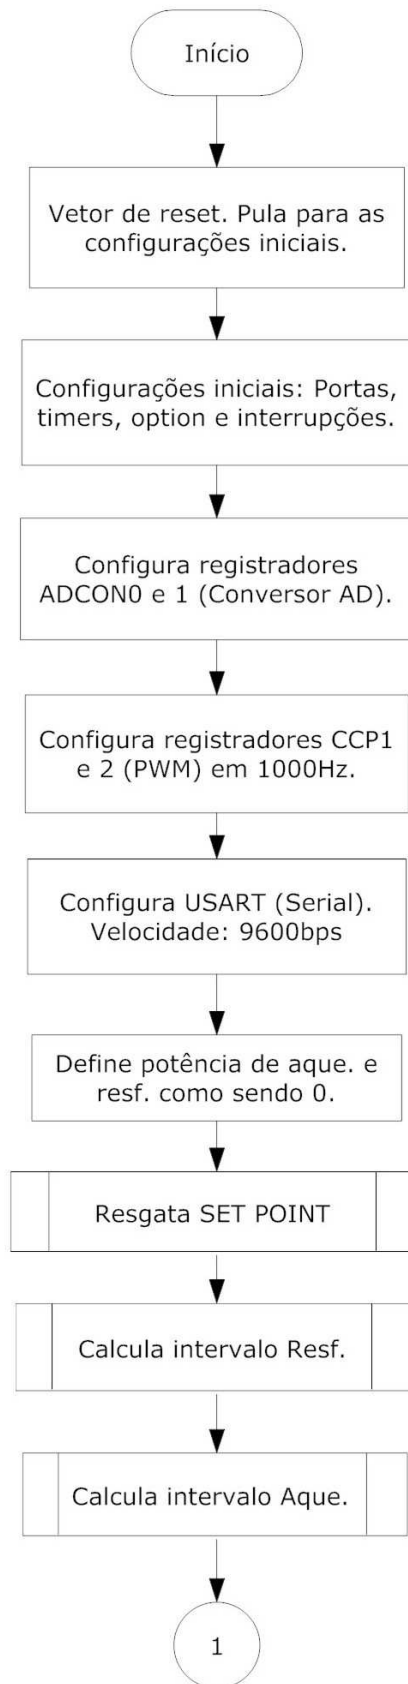 Início
Vetor de reset. Pula para as
configurações iniciais.
Configurações iniciais: Portas,
timers, option e interrupções.
Configura registradores
ADCON0 e 1 (Conversor AD).
Configura registradores CCP1
e 2 (PWM) em 1000Hz.
Configura USART (Serial).
Velocidade: 9600bps
Define potência de aque. e
resf. como sendo 0.
Resgata SET POINT
Calcula intervalo Resf.
Calcula intervalo Aque.
1